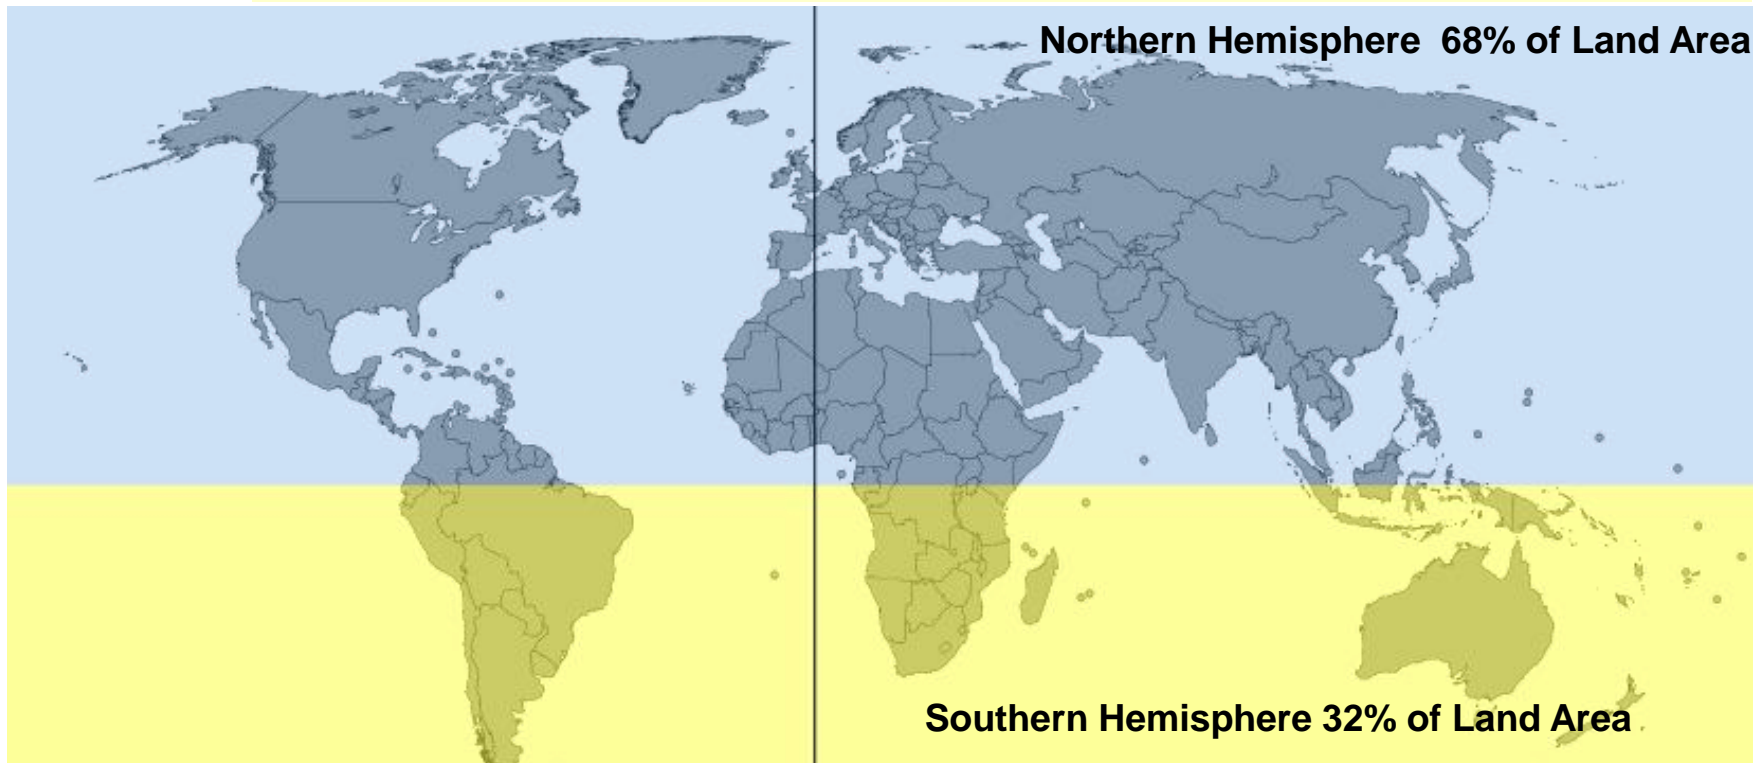 Northern Hemisphere  68% of Land Area
Southern Hemisphere 32% of Land Area